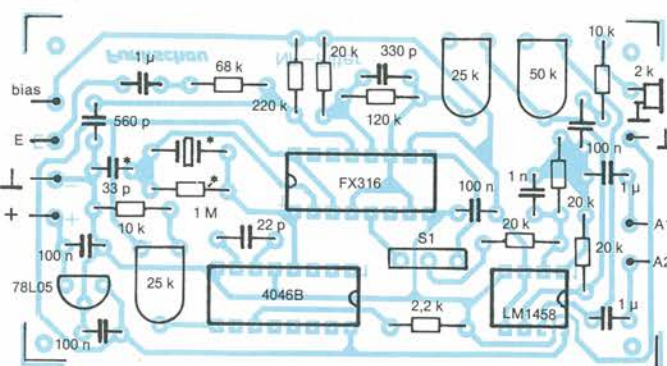 Funkschau
1 µ
68 k
20 k
330 p
10 k
bias
220 k
120 k
25 k
50 k
2 k
560 p
E
*
100 n
33 p
*
FX316
1 n
1 µ
1 M
*
100 n
+
10 k
22 p
S1
20 k
20 k
A1
100 n
20 k
A2
78L05
25 k
4046B
2,2 k
LM1458
1 µ
100 n